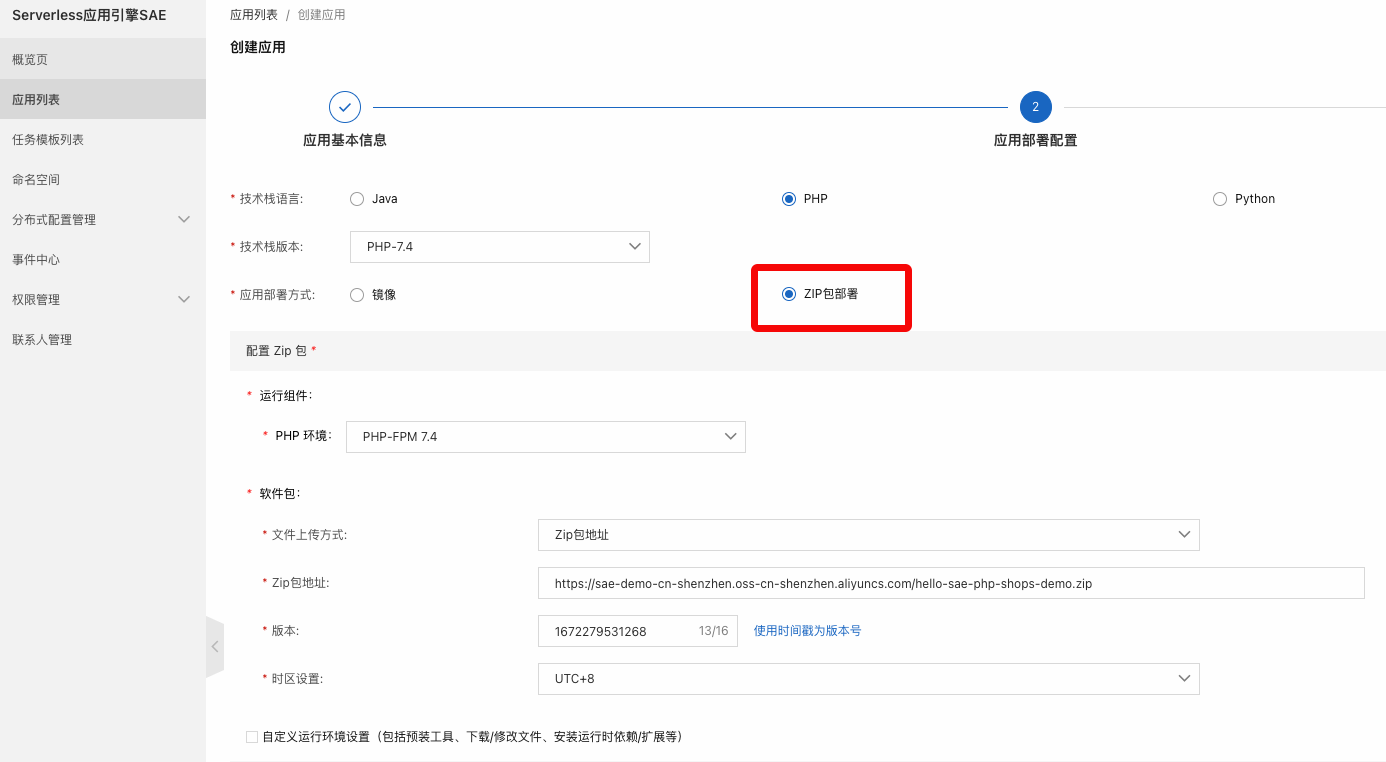 Serverless应用引擎SAE
概览页
应用列表
任务模板列表
命名空间
分布式配置管理
事件中心
权限管理
联系人管理
应用列表 / 创建应用
创建应用
2
应用基本信息
应用部署配置
* 技术栈语言: Java PHP Python
* 技术栈版本: PHP-7.4
* 应用部署方式: 镜像 ZIP包部署
配置 Zip 包 *
* 运行组件:
* PHP 环境: PHP-FPM 7.4
* 软件包:
* 文件上传方式: Zip包地址
* Zip包地址: https://sae-demo-cn-shenzhen.oss-cn-shenzhen.aliyuncs.com/hello-sae-php-shops-demo.zip
* 版本: 1672279531268 13/16 使用时间戳为版本号
* 时区设置: UTC+8
自定义运行环境设置（包括预装工具、下载/修改文件、安装运行时依赖/扩展等）